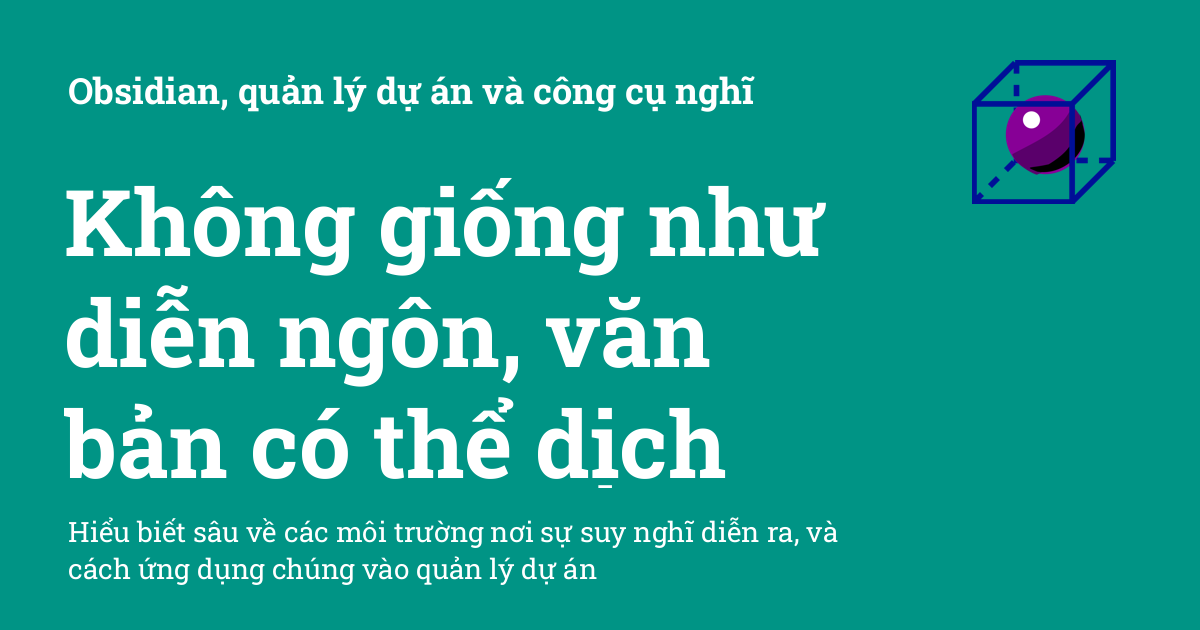 Obsidian, quản lý dự án và công cụ nghĩ
Không giống như
diễn ngôn, văn
bản có thể dịch
Hiểu biết sâu về các môi trường nơi sự suy nghĩ diễn ra, và
cách ứng dụng chúng vào quản lý dự án